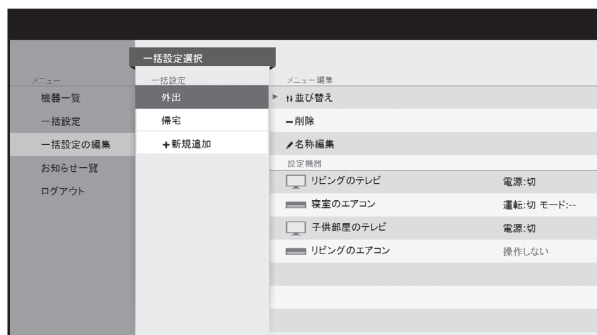 一括設定選択
メニュー
機器一覧
一括設定
一括設定の編集
お知らせ一覧
ログアウト
一括設定
外出
帰宅
+新規追加
メニュー編集
並び替え
削除
名称編集
設定機器
リビングのテレビ 電源:切
寝室のエアコン 運転:切 モード:--
子供部屋のテレビ 電源:切
リビングのエアコン 操作しない